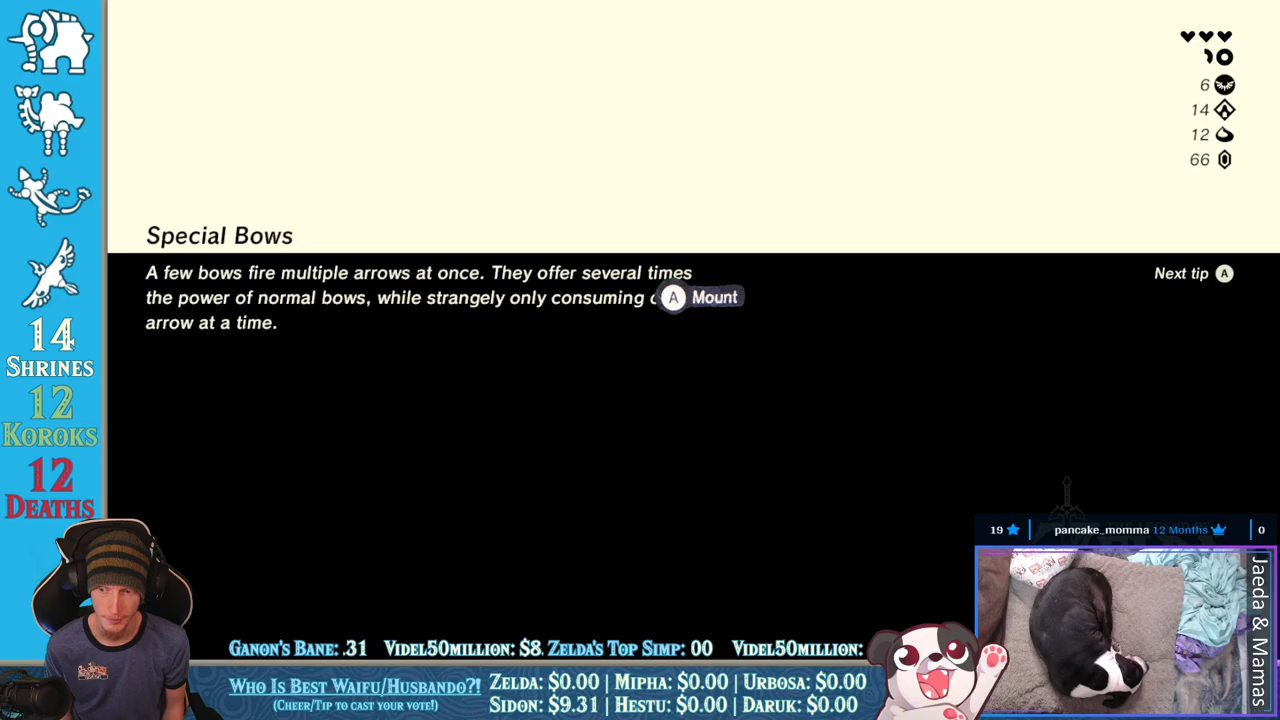 6
14
12
66
Special Bows
A few bows fire multiple arrows at once. They offer several times
the power of normal bows, while strangely only consuming
arrow at a time.
A Mount
Next tip A
14
SHRINES
12
KOROKS
12
DEATHS
19 pancake_momma 12 Months 0
Jaeda & Mamas
GANON'S BANE: .31 VIDEL50MILLION: $8. ZELDA'S TOP SIMP: 00 VIDEL50MILLION:
WHO IS BEST WAIFU/HUSBANDO?!
(CHEER/TIP TO CAST YOUR VOTE!)
ZELDA: $0.00 | MIPHA: $0.00 | URBOSA: $0.00
SIDON: $9.31 | HESTU: $0.00 | DARUK: $0.00